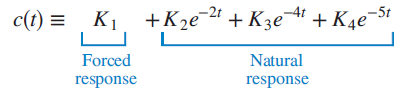 c(t) ≡ K₁ + K₂e⁻²ᵗ + K₃e⁻⁴ᵗ + K₄e⁻⁵ᵗ
Forced Natural
response response